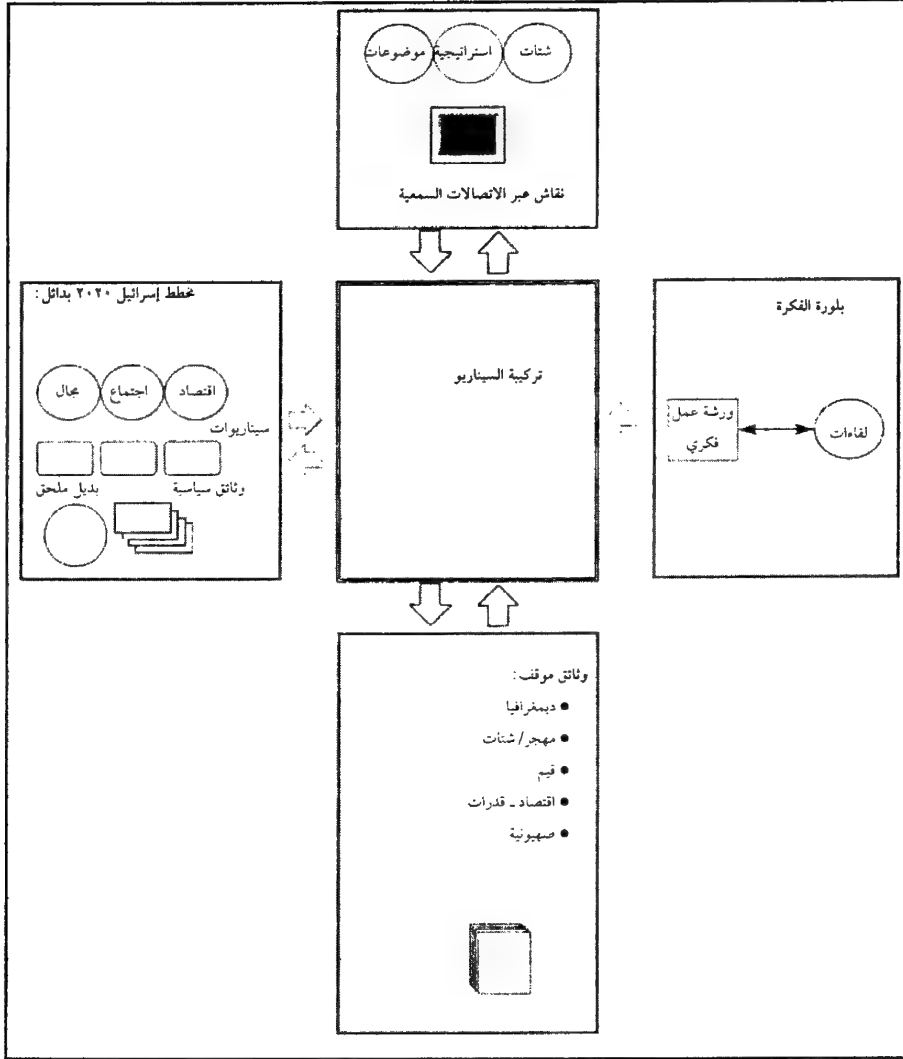 شتات استراتيجية موضوعات
نقاش عبر الاتصالات السمعية
بلورة الفكرة
ورشة عمل
فكري
لقاءات
تركيبة السيناريو
مخطط إسرائيل ٢٠٢٠ بدائل:
اقتصاد اجتماع مجال
سيناريوات
وثائق سياسية بديل ملحق
وثائق موقف:
● ديمغرافيا
● مهجر/شتات
● قيم
● اقتصاد ـ قدرات
● صهيونية